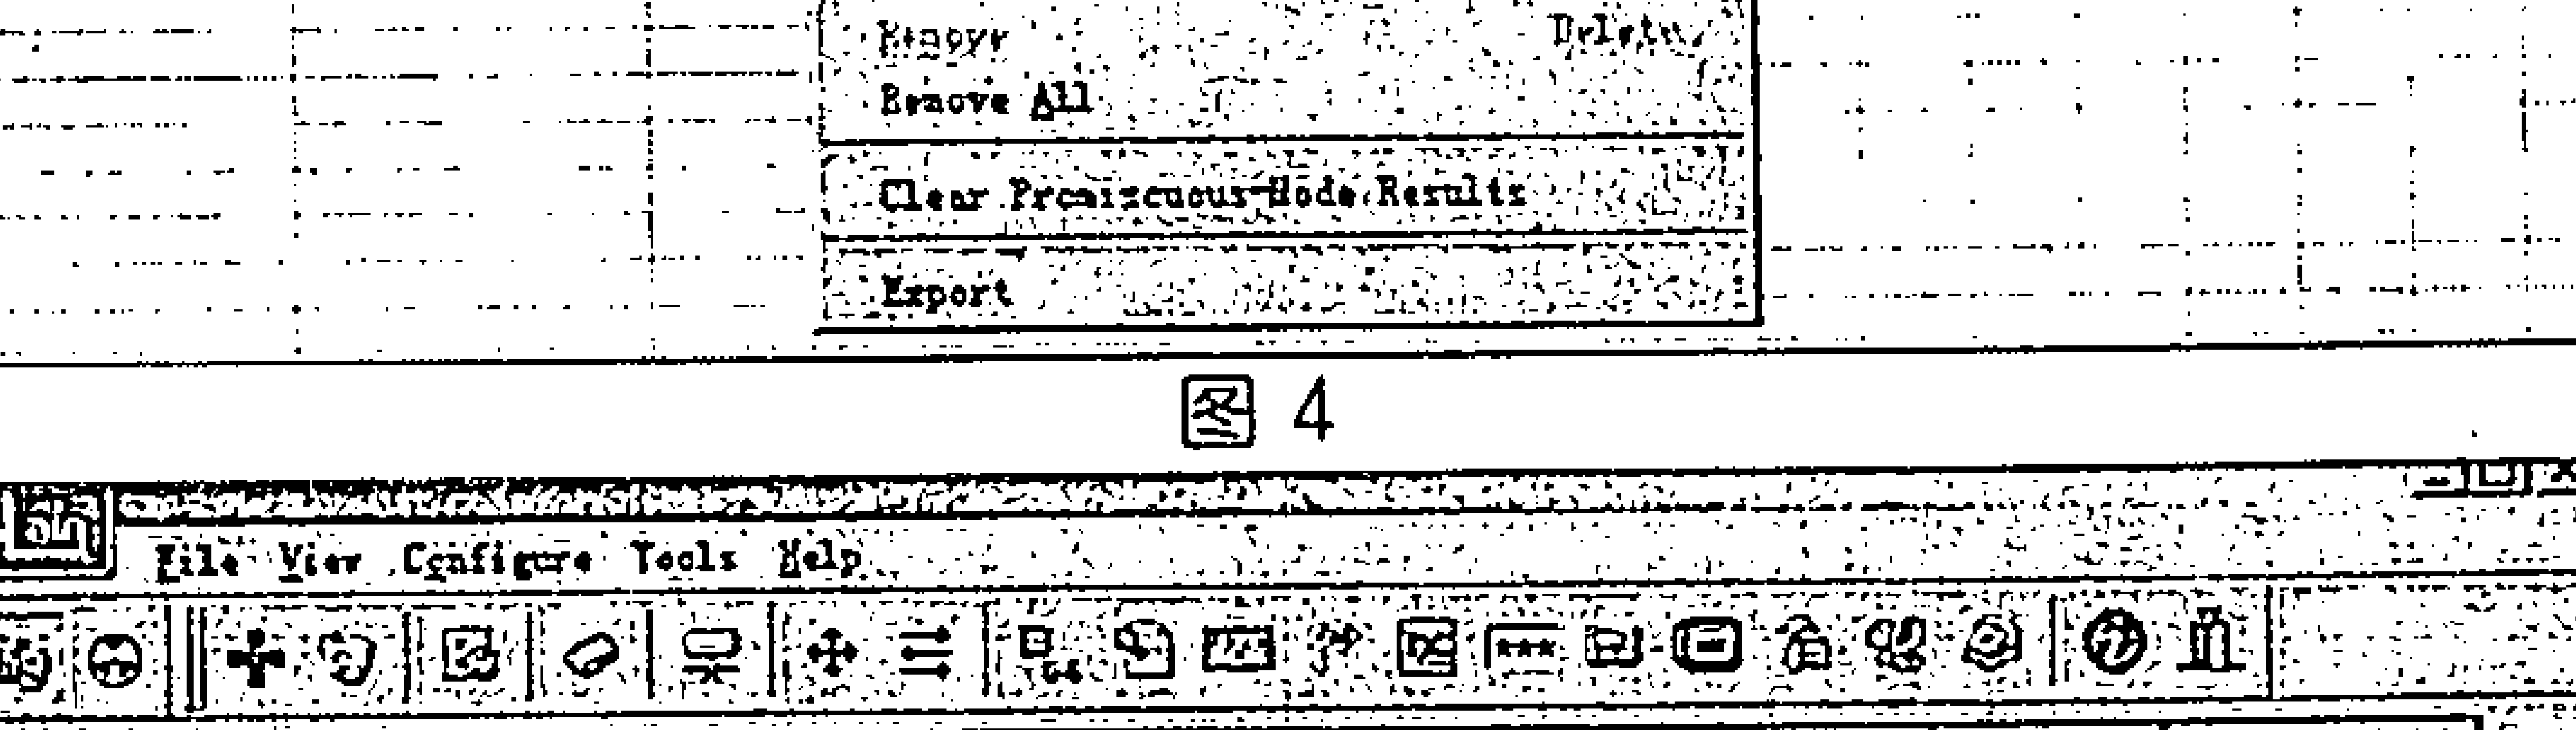 Remove Delete
Remove All
Clear Promiscuous-Mode Results
Export
图 4
File View Configure Tools Help